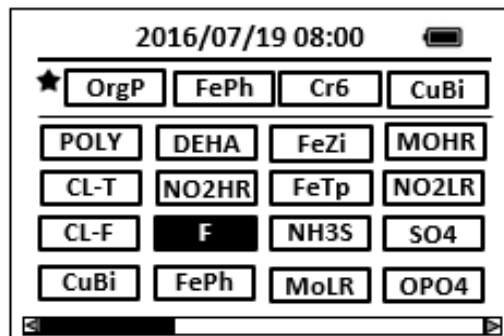 2016/07/19 08:00
OrgP FePh Cr6 CuBi
POLY DEHA FeZi MOHR
CL-T NO2HR FeTp NO2LR
CL-F F NH3S SO4
CuBi FePh MoLR OPO4